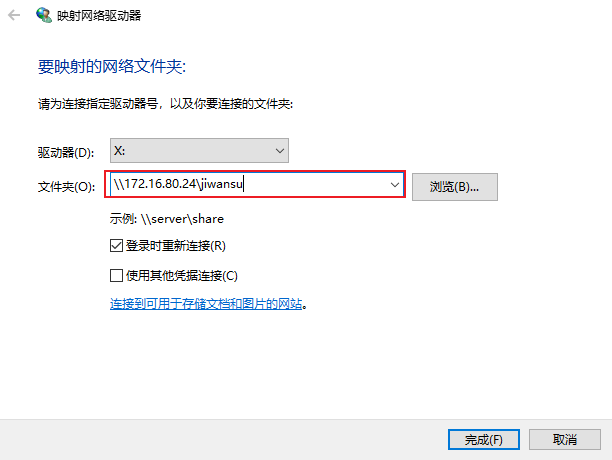 映射网络驱动器
要映射的网络文件夹:
请为连接指定驱动器号，以及你要连接的文件夹:
驱动器(D): X:
文件夹(O): \\172.16.80.24\jiwansu 浏览(B)...
示例: \\server\share
登录时重新连接(R)
使用其他凭据连接(C)
连接到可用于存储文档和图片的网站。
完成(F) 取消